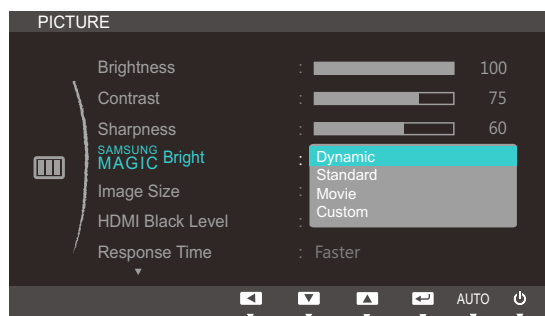 PICTURE
Brightness : 100
Contrast : 75
Sharpness : 60
SAMSUNG MAGIC Bright : Dynamic
Standard
Image Size : Movie
Custom
HDMI Black Level :
Response Time : Faster
AUTO